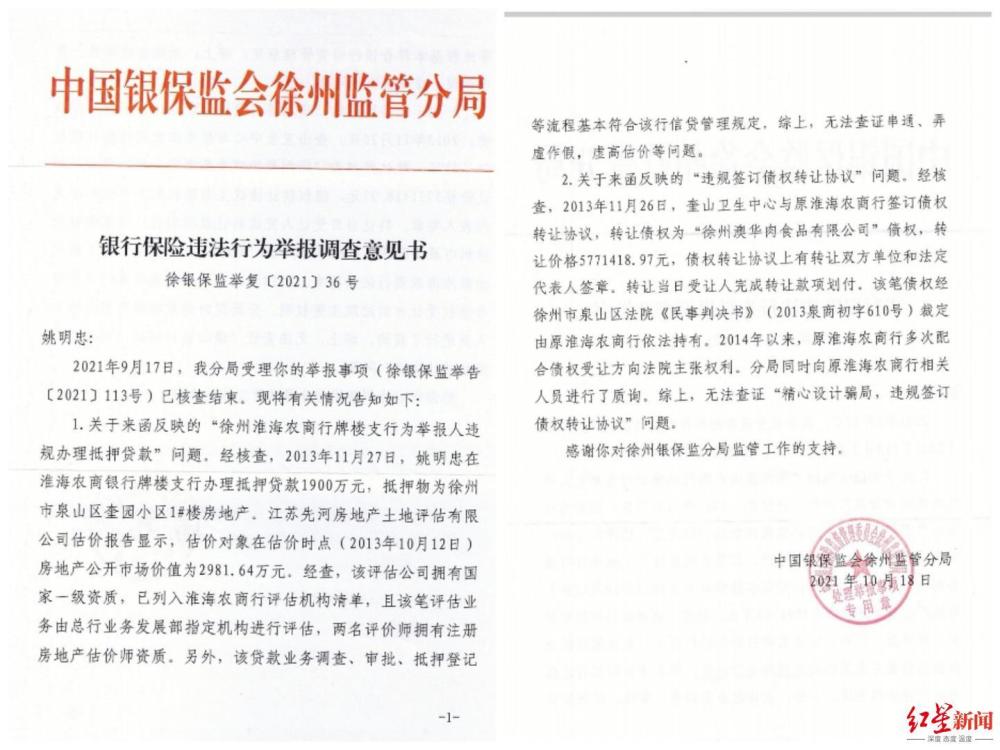 中国银保监会徐州监管分局
银行保险违法行为举报调查意见书
徐银保监举复〔2021〕36号
姚明忠：
2021年9月17日，我分局受理你的举报事项（徐银保监举告
〔2021〕113号）已核查结束。现将有关情况告知如下：
1.关于来函反映的“徐州淮海农商行牌楼支行为举报人违
规办理抵押贷款”问题。经核查，2013年11月27日，姚明忠在
淮海农商银行牌楼支行办理抵押贷款1900万元，抵押物为徐州
市泉山区奎园小区1#楼房地产。江苏先河房地产土地评估有限
公司估价报告显示，估价对象在估价时点（2013年10月12日）
房地产公开市场价值为2981.64万元。经查，该评估公司拥有国
家一级资质，已列入淮海农商行评估机构清单，且该笔评估业
务由总行业务发展部指定机构进行评估，两名评价师拥有注册
房地产估价师资质。另外，该贷款业务调查、审批、抵押登记
-1-
等流程基本符合该行信贷管理规定，综上，无法查证串通、弄
虚作假，虚高估价等问题。
2.关于来函反映的“违规签订债权转让协议”问题。经核
查，2013年11月26日，奎山卫生中心与原淮海农商行签订债权
转让协议，转让债权为“徐州澳华肉食品有限公司”债权，转
让价格5771418.97元，债权转让协议上有转让双方单位和法定
代表人签章。转让当日受让人完成转让款项划付。该笔债权经
徐州市泉山区法院《民事判决书》（2013泉商初字610号）裁定
由原淮海农商行依法持有。2014年以来，原淮海农商行多次配
合债权受让方向法院主张权利。分局同时向原淮海农商行相关
人员进行了质询。综上，无法查证“精心设计骗局，违规签订
债权转让协议”问题。
感谢你对徐州银保监分局监管工作的支持。
中国银保监会徐州监管分局
2021年10月18日
处理举报事项
专用章
红星新闻
深度 态度 温度